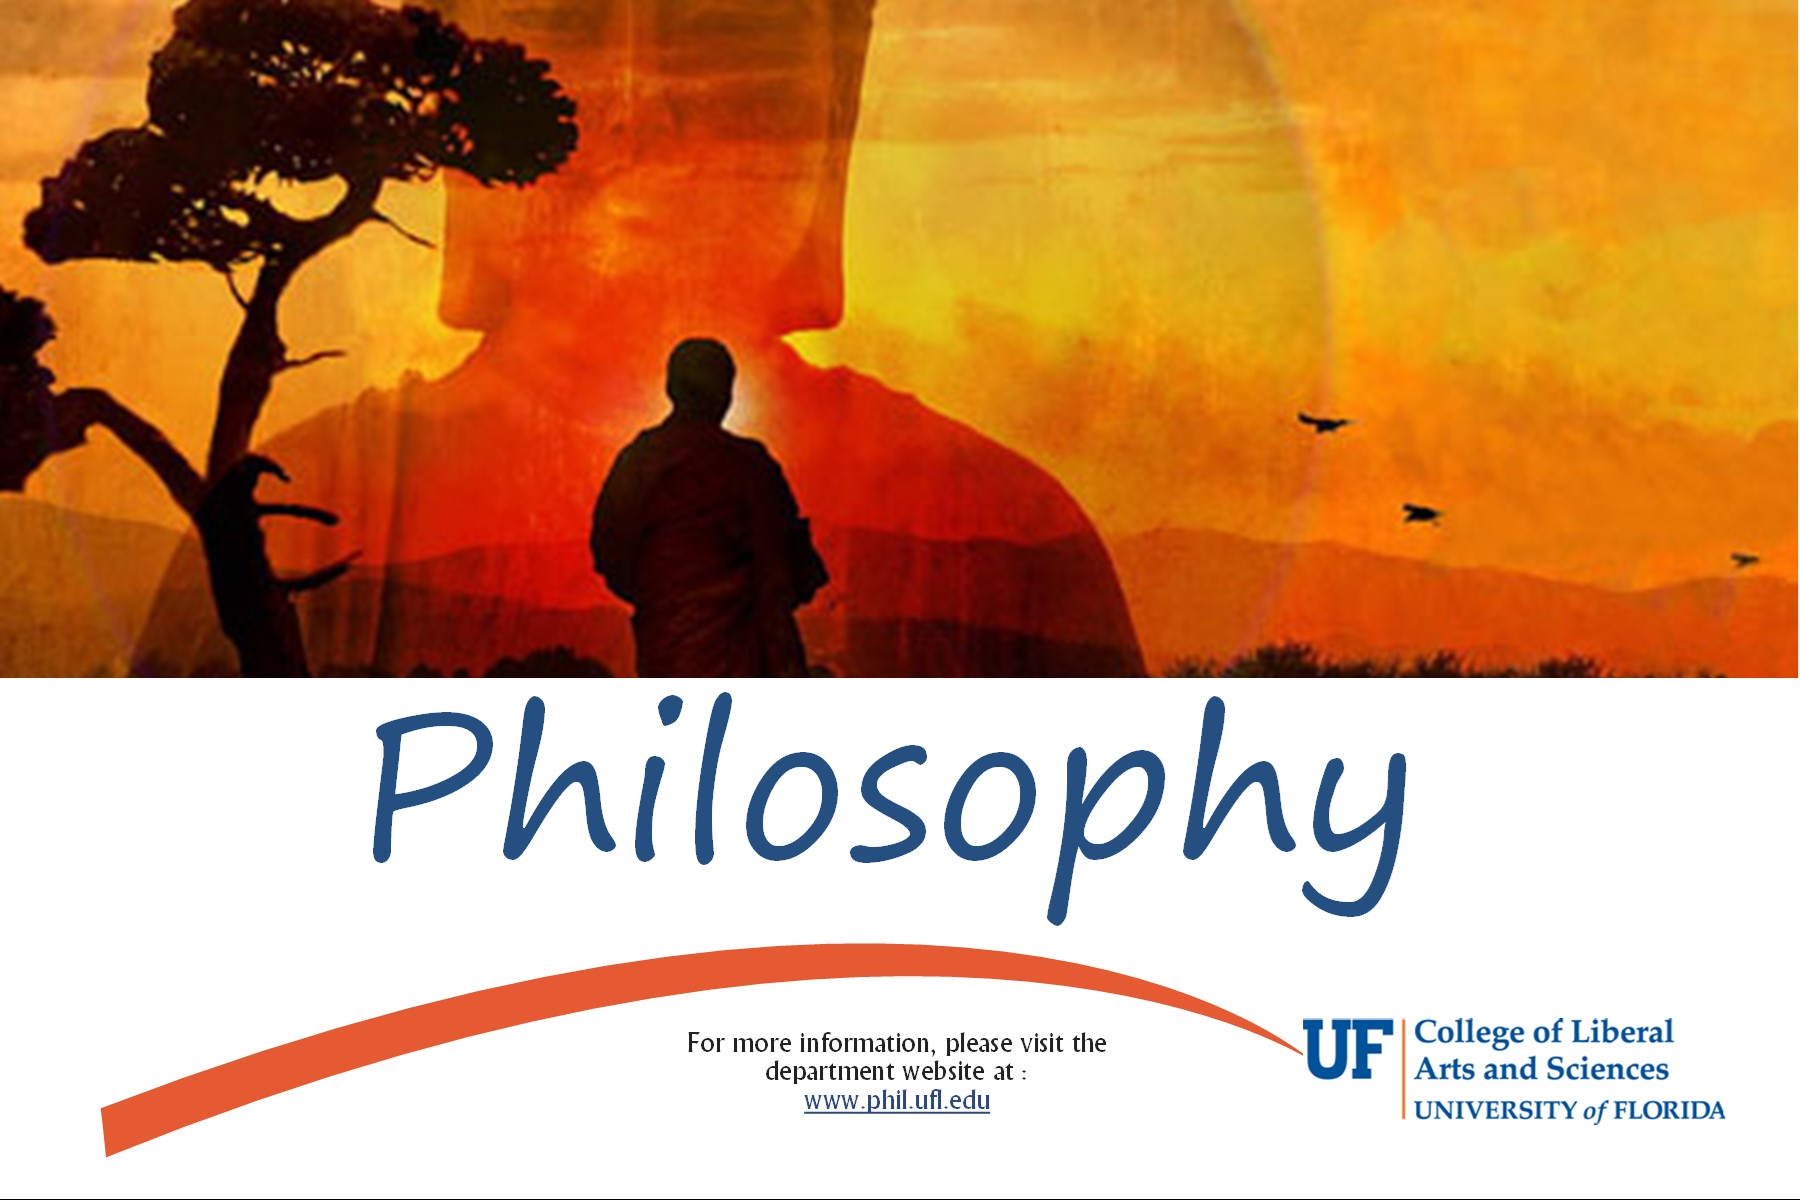 Philosophy
For more information, please visit the
department website at :
www.phil.ufl.edu
UF
College of Liberal
Arts and Sciences
UNIVERSITY of FLORIDA